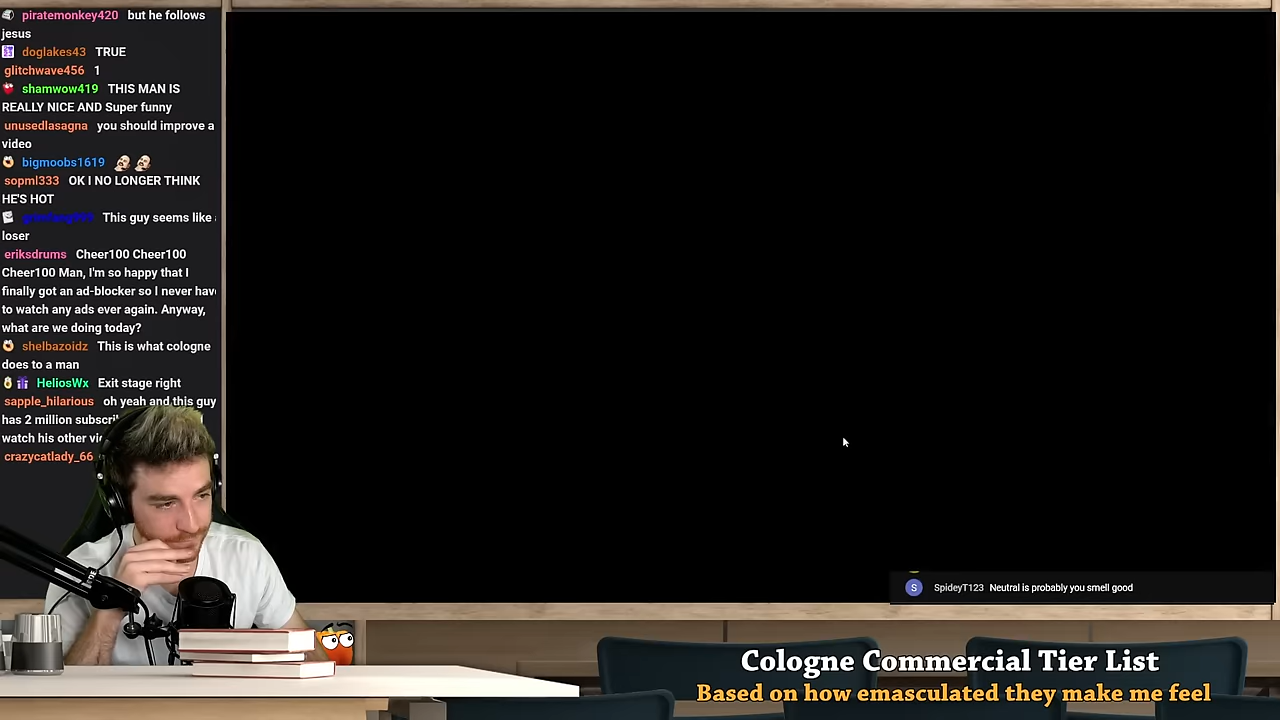 piratemonkey420 but he follows
jesus
doglakes43 TRUE
glitchwave456 1
shamwow419 THIS MAN IS
REALLY NICE AND Super funny
unusedlasagna you should improve a
video
bigmoobs1619
sopml333 OK I NO LONGER THINK
HE'S HOT
This guy seems like
loser
eriksdrums Cheer100 Cheer100
Cheer100 Man, I'm so happy that I
finally got an ad-blocker so I never have
to watch any ads ever again. Anyway,
what are we doing today?
shelbazoidz This is what cologne
does to a man
HeliosWx Exit stage right
sapple_hilarious oh yeah and this guy
has 2 million
watch his other
crazycatlady_66
S SpideyT123 Neutral is probably you smell good
Cologne Commercial Tier List
Based on how emasculated they make me feel